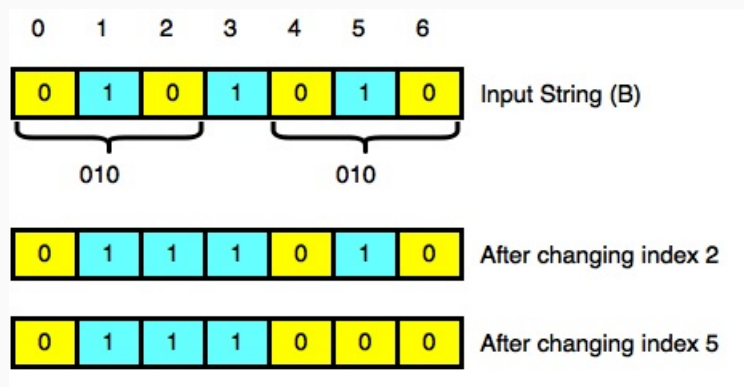 0 1 2 3 4 5 6
0 1 0 1 0 1 0 Input String (B)
010 010
0 1 1 1 0 1 0 After changing index 2
0 1 1 1 0 0 0 After changing index 5